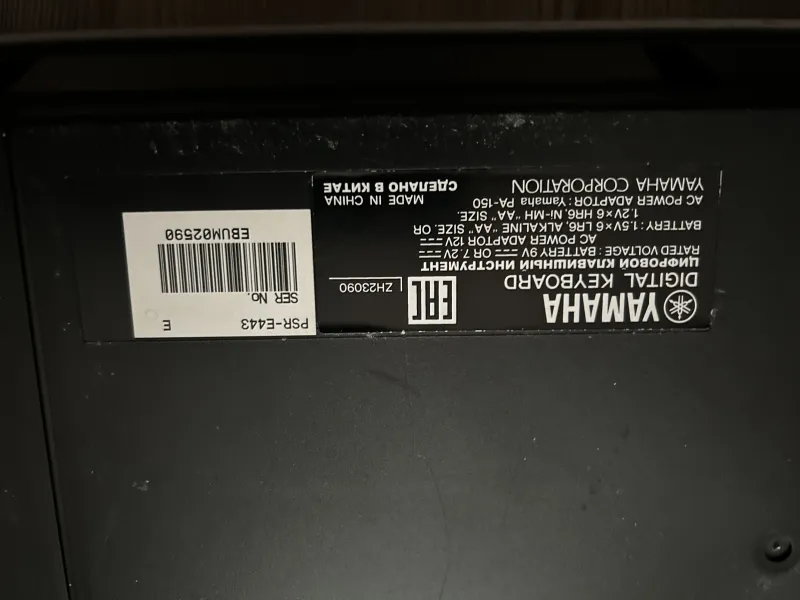 YAMAHA
DIGITAL KEYBOARD
ЦИФРОВОЙ КЛАВИШНЫЙ ИНСТРУМЕНТ
RATED VOLTAGE : BATTERY 9V OR 7.2V
AC POWER ADAPTOR 12V
BATTERY : 1.5V×6 LR6, ALKALINE "AA" SIZE. OR
1.2V×6 HR6, Ni-MH "AA" SIZE.
AC POWER ADAPTOR : Yamaha PA-150
YAMAHA CORPORATION
EAC
ZH23090
MADE IN CHINA
СДЕЛАНО В КИТАЕ
PSR-E443 E
SER No.
EBUM02590